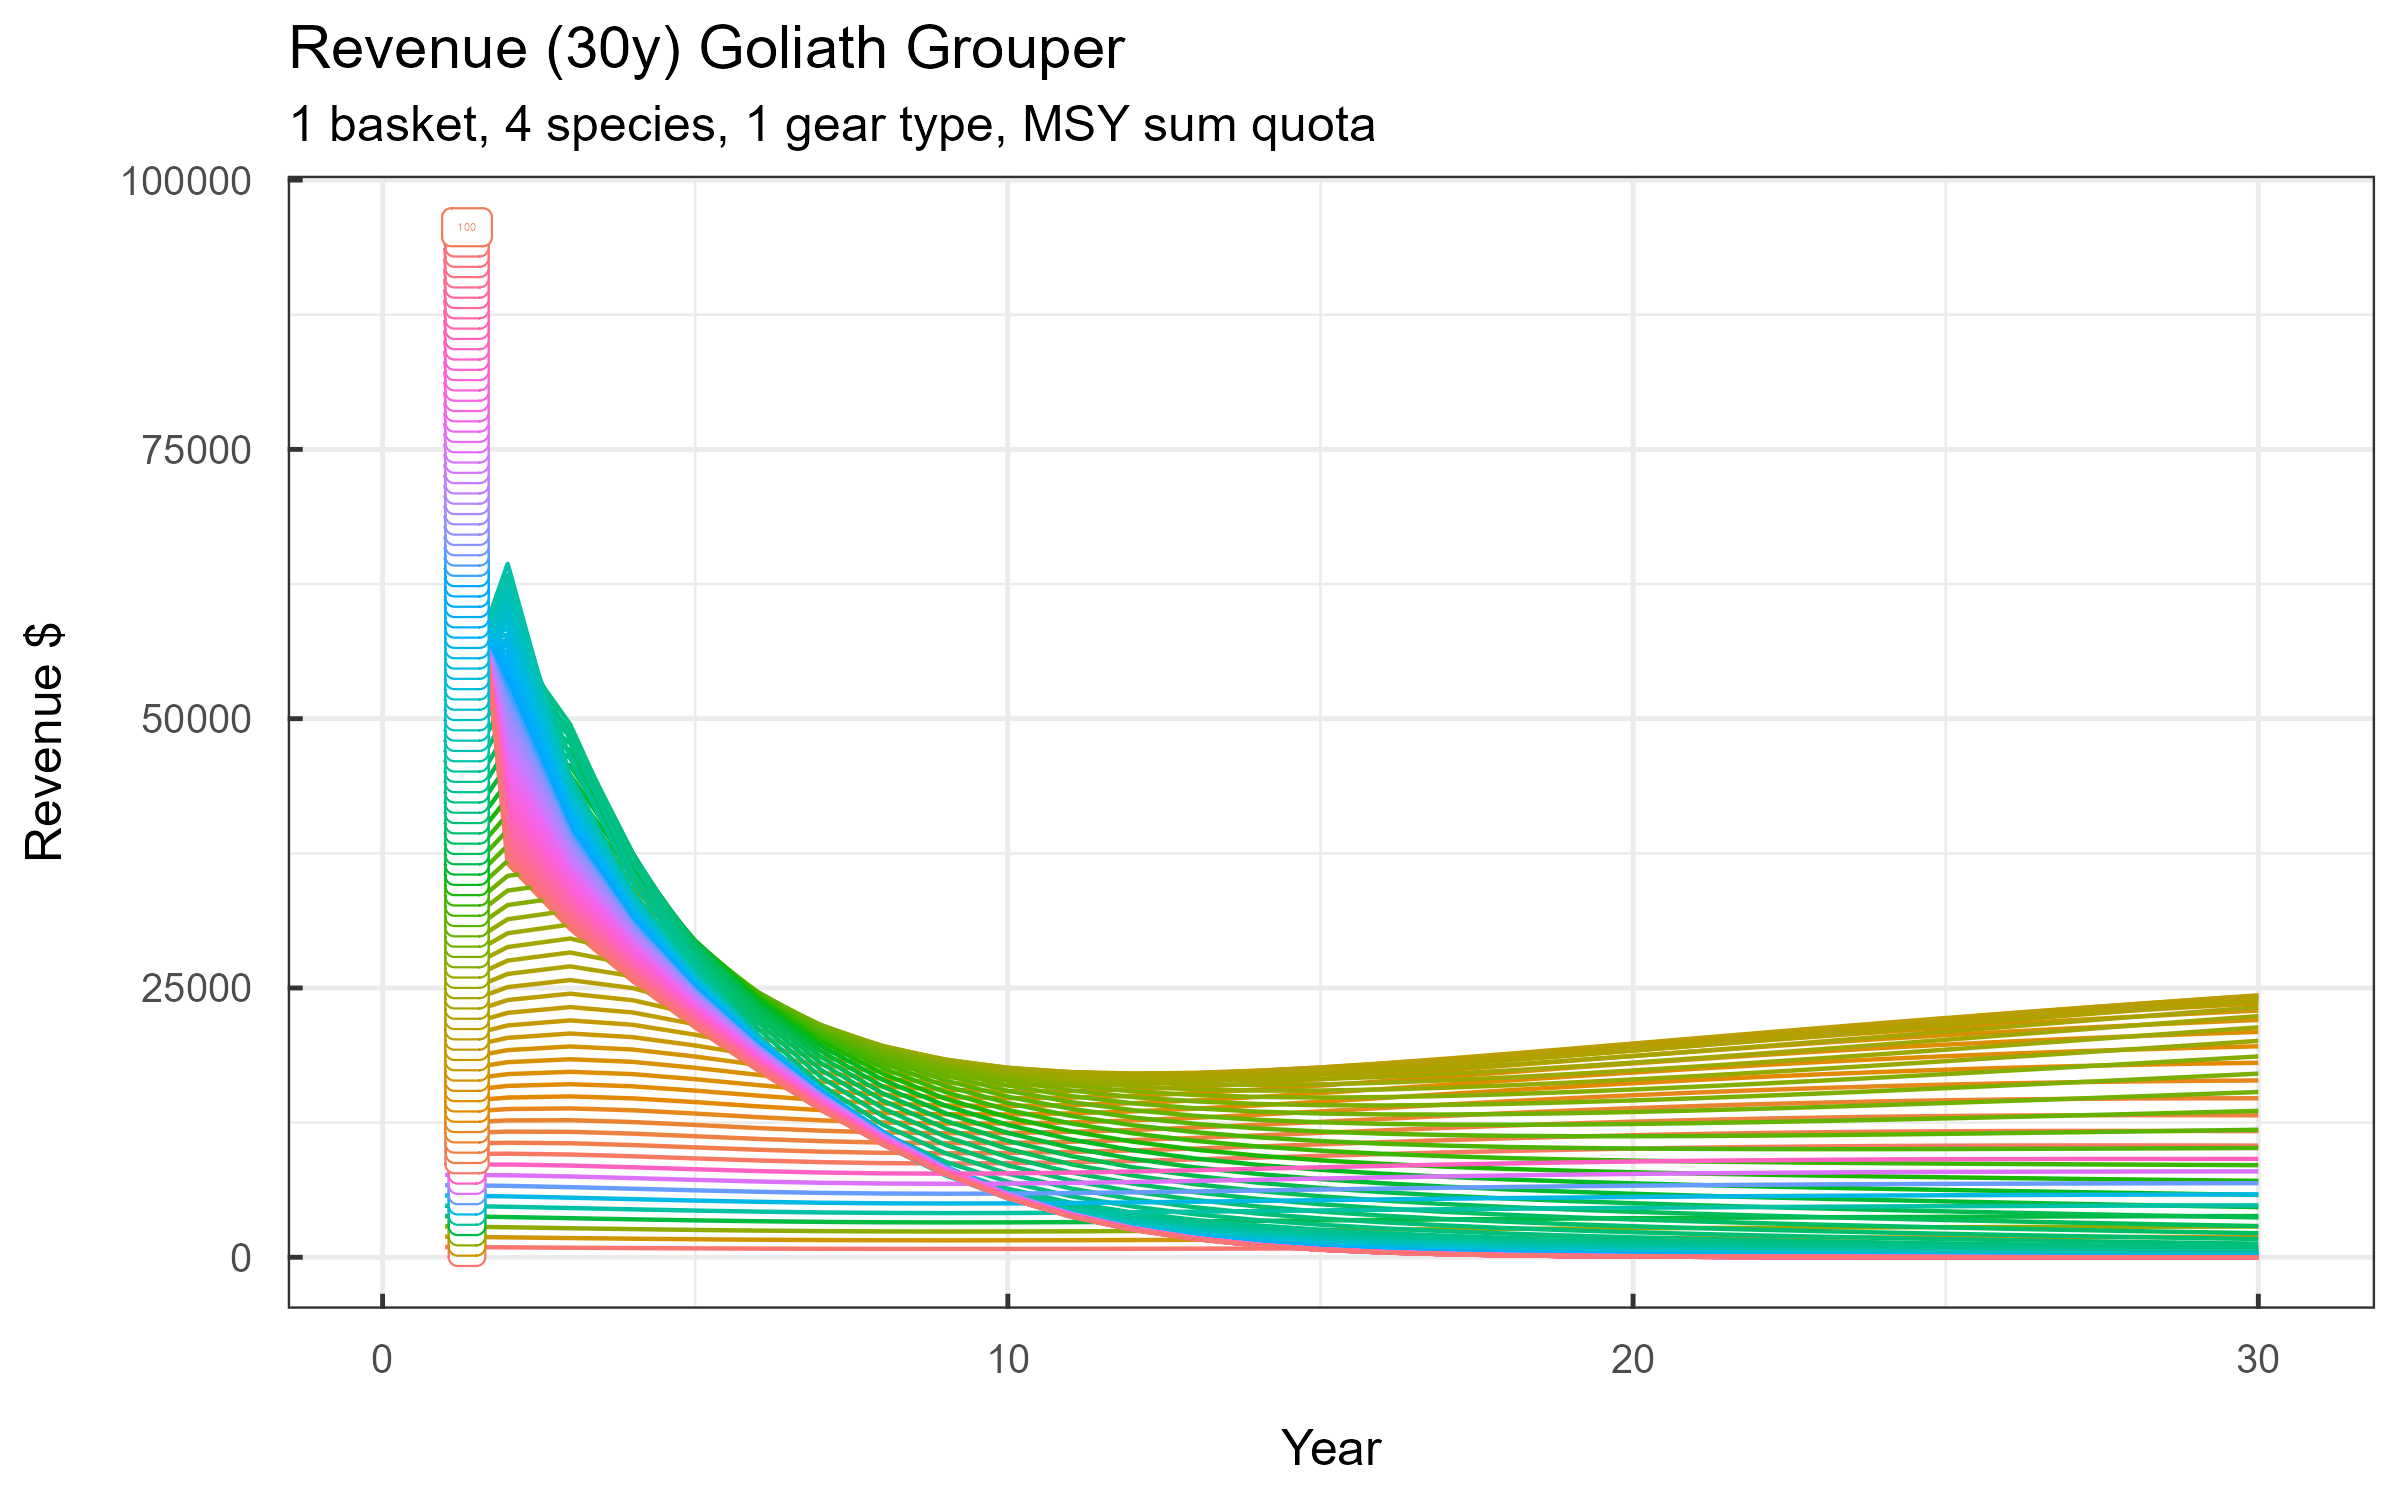 Revenue (30y) Goliath Grouper
1 basket, 4 species, 1 gear type, MSY sum quota
100000
75000
50000
25000
0
Revenue $
100
0 10 20 30
Year